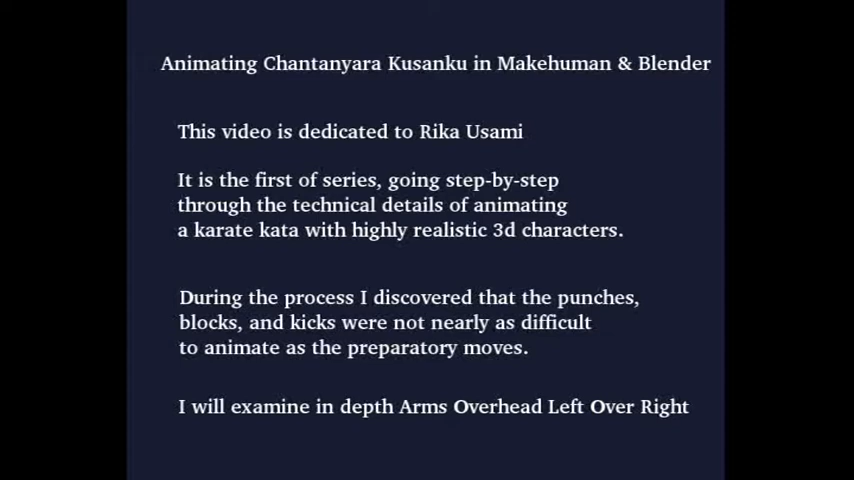 Animating Chantanyara Kusanku in Makehuman & Blender
This video is dedicated to Rika Usami
It is the first of series, going step-by-step
through the technical details of animating
a karate kata with highly realistic 3d characters.
During the process I discovered that the punches,
blocks, and kicks were not nearly as difficult
to animate as the preparatory moves.
I will examine in depth Arms Overhead Left Over Right